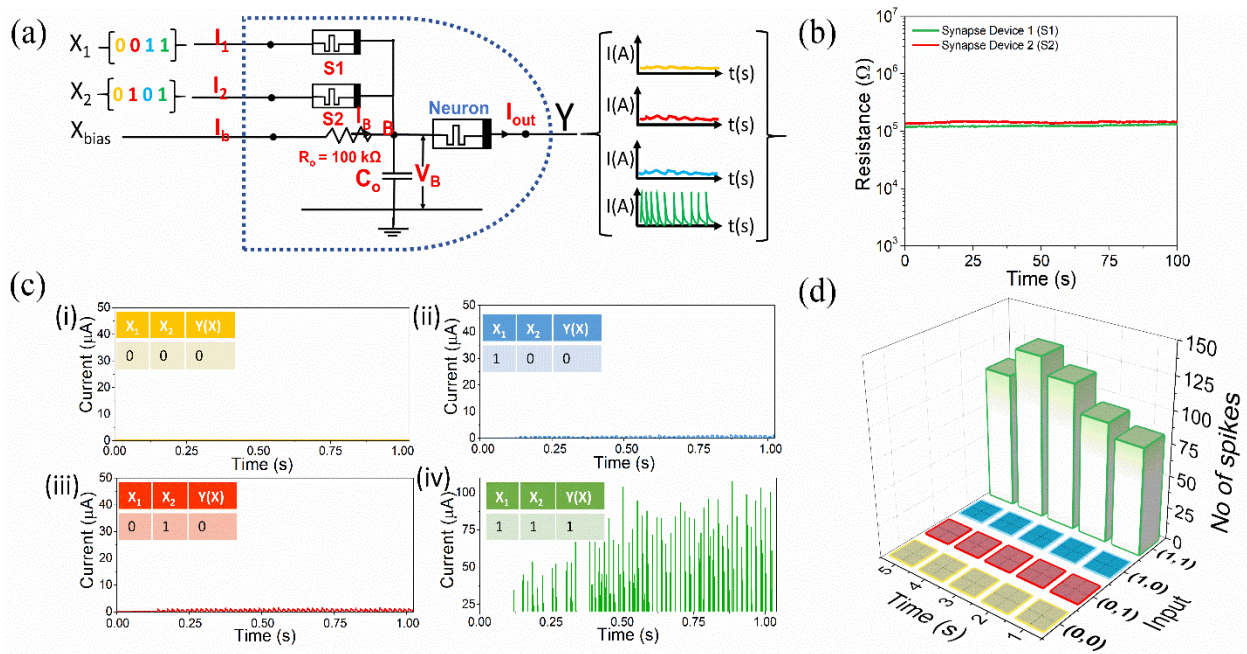 (a)
X1 { 0 0 1 1 }
I1
S1
X2 { 0 1 0 1 }
I2
S2
Xbias
Ib
IB
B
Ro = 100 kΩ
Co
VB
Neuron
Iout
Y
I(A)
t(s)
I(A)
t(s)
I(A)
t(s)
I(A)
t(s)
(b)
Synapse Device 1 (S1)
Synapse Device 2 (S2)
Resistance (Ω)
10^7
10^6
10^5
10^4
10^3
0 25 50 75 100
Time (s)
(c)
(i)
Current (µA)
50
40
30
20
10
0
X1 X2 Y(X)
0 0 0
0.00 0.25 0.50 0.75 1.00
Time (s)
(ii)
Current (µA)
50
40
30
20
10
0
X1 X2 Y(X)
1 0 0
0.00 0.25 0.50 0.75 1.00
Time (s)
(iii)
Current (µA)
50
40
30
20
10
0
X1 X2 Y(X)
0 1 0
0.00 0.25 0.50 0.75 1.00
Time (s)
(iv)
Current (µA)
100
75
50
25
X1 X2 Y(X)
1 1 1
0.00 0.25 0.50 0.75 1.00
Time (s)
(d)
No of spikes
150
125
100
75
50
25
0
(1,1)
(1,0)
(0,1)
(0,0)
Input
5 4 3 2 1
Time (s)